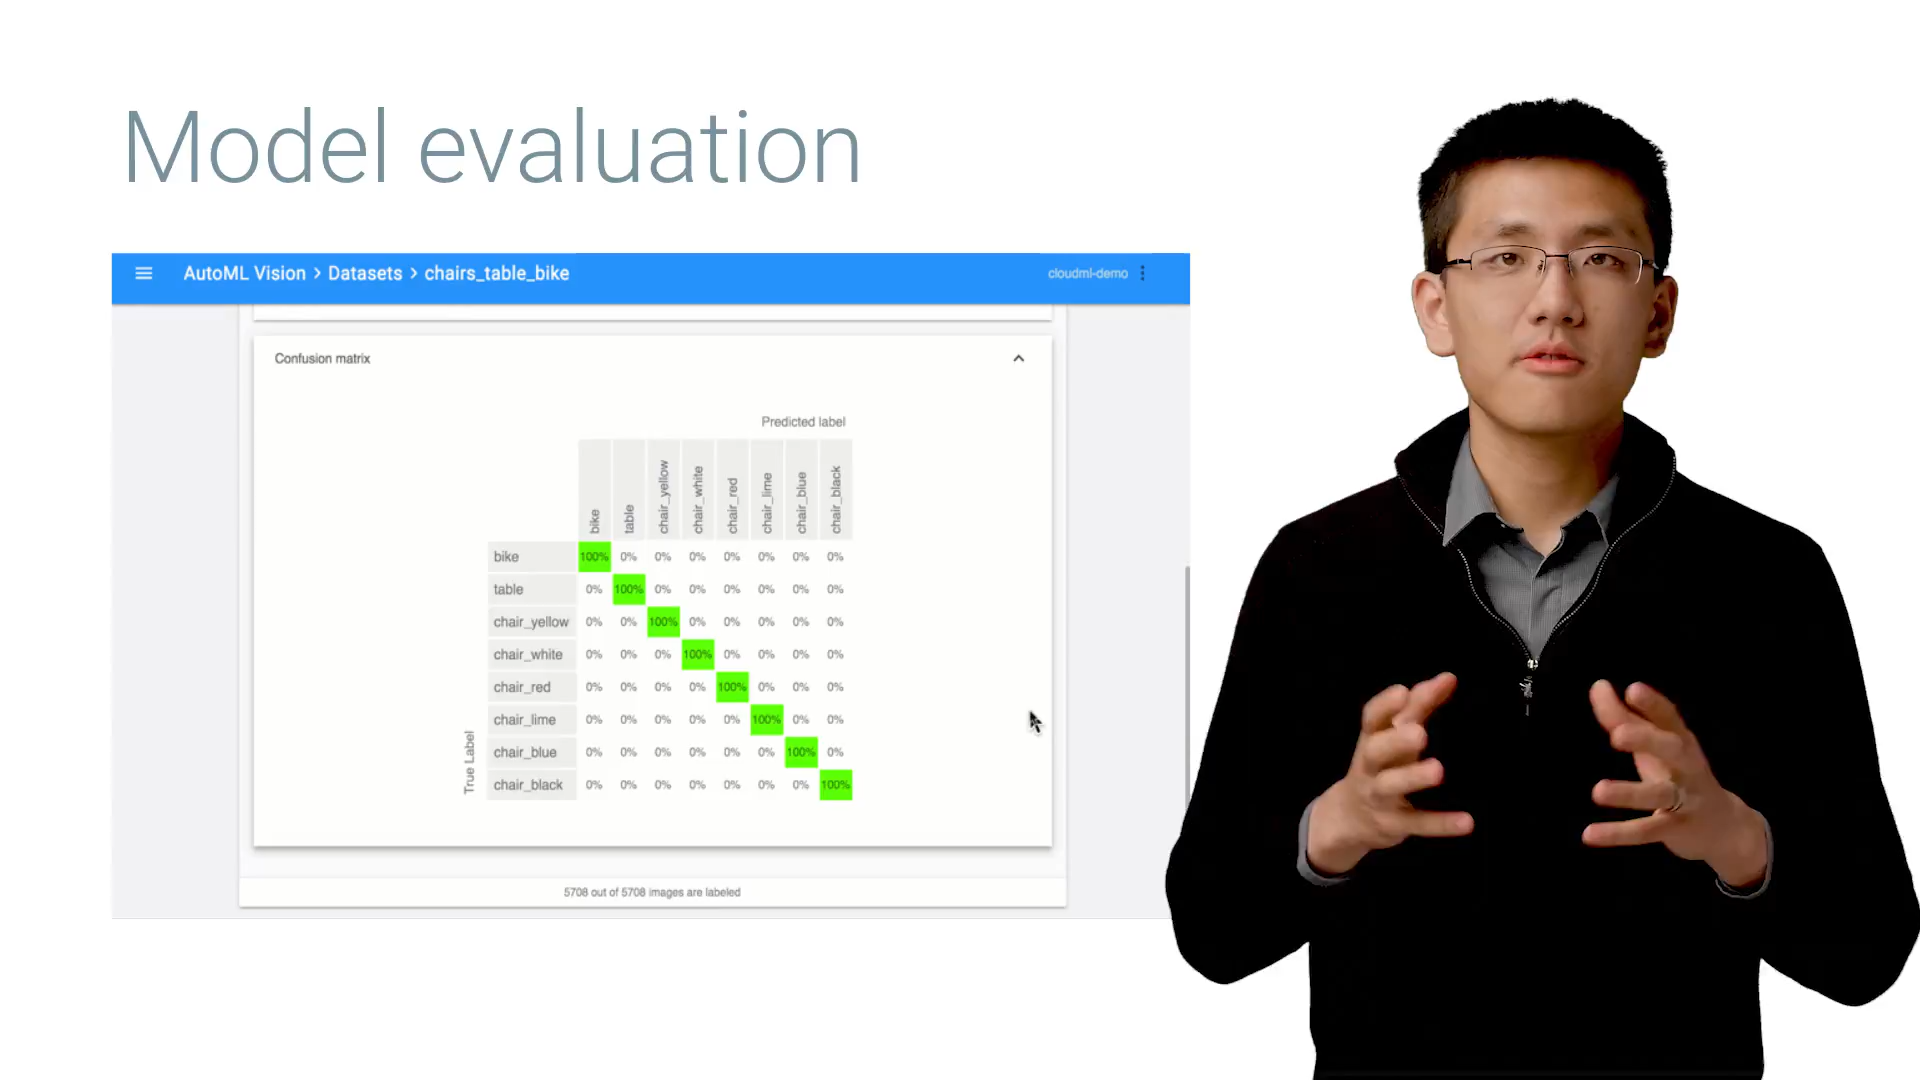 Model evaluation
AutoML Vision > Datasets > chairs_table_bike
cloudml-demo
Confusion matrix
Predicted label
bike table chair_yellow chair_white chair_red chair_lime chair_blue chair_black
bike 100% 0% 0% 0% 0% 0% 0% 0%
table 0% 100% 0% 0% 0% 0% 0% 0%
chair_yellow 0% 0% 100% 0% 0% 0% 0% 0%
chair_white 0% 0% 0% 100% 0% 0% 0% 0%
chair_red 0% 0% 0% 0% 100% 0% 0% 0%
chair_lime 0% 0% 0% 0% 0% 100% 0% 0%
chair_blue 0% 0% 0% 0% 0% 0% 100% 0%
chair_black 0% 0% 0% 0% 0% 0% 0% 100%
True Label
5708 out of 5708 images are labeled